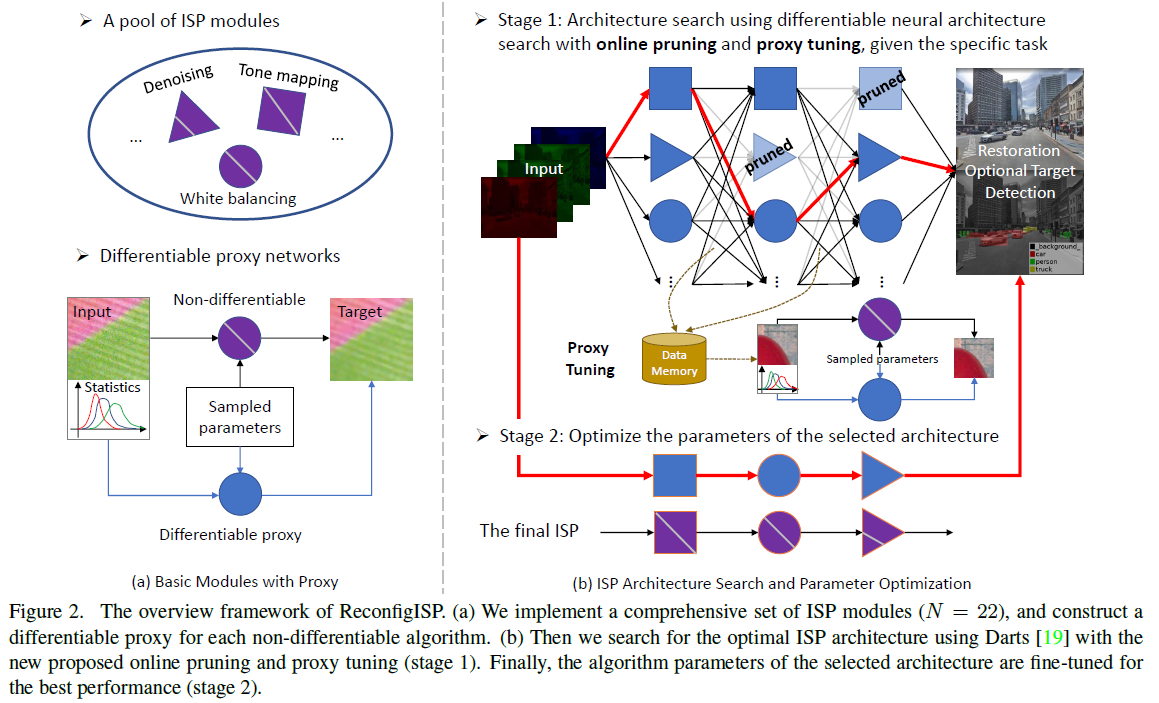 ➢ A pool of ISP modules
Denoising
Tone mapping
...
...
White balancing
➢ Differentiable proxy networks
Non-differentiable
Input
Target
Statistics
Sampled
parameters
Differentiable proxy
(a) Basic Modules with Proxy
➢ Stage 1: Architecture search using differentiable neural architecture
search with online pruning and proxy tuning, given the specific task
pruned
Input
pruned
Restoration
Optional Target
Detection
_background_
car
person
truck
Proxy
Tuning
Data
Memory
Sampled parameters
➢ Stage 2: Optimize the parameters of the selected architecture
The final ISP
(b) ISP Architecture Search and Parameter Optimization
Figure 2. The overview framework of ReconfigISP. (a) We implement a comprehensive set of ISP modules (N = 22), and construct a
differentiable proxy for each non-differentiable algorithm. (b) Then we search for the optimal ISP architecture using Darts [19] with the
new proposed online pruning and proxy tuning (stage 1). Finally, the algorithm parameters of the selected architecture are fine-tuned for
the best performance (stage 2).